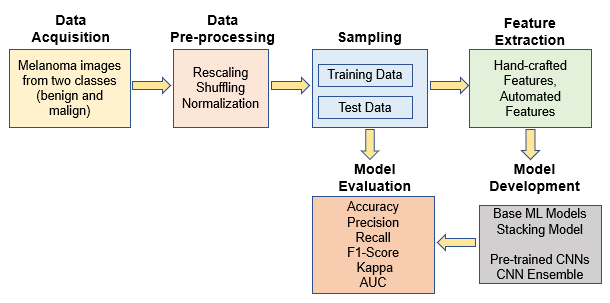 Data
Acquisition
Melanoma images
from two classes
(benign and
malign)
Data
Pre-processing
Rescaling
Shuffling
Normalization
Sampling
Training Data
Test Data
Feature
Extraction
Hand-crafted
Features,
Automated
Features
Model
Development
Base ML Models
Stacking Model
Pre-trained CNNs
CNN Ensemble
Model
Evaluation
Accuracy
Precision
Recall
F1-Score
Kappa
AUC